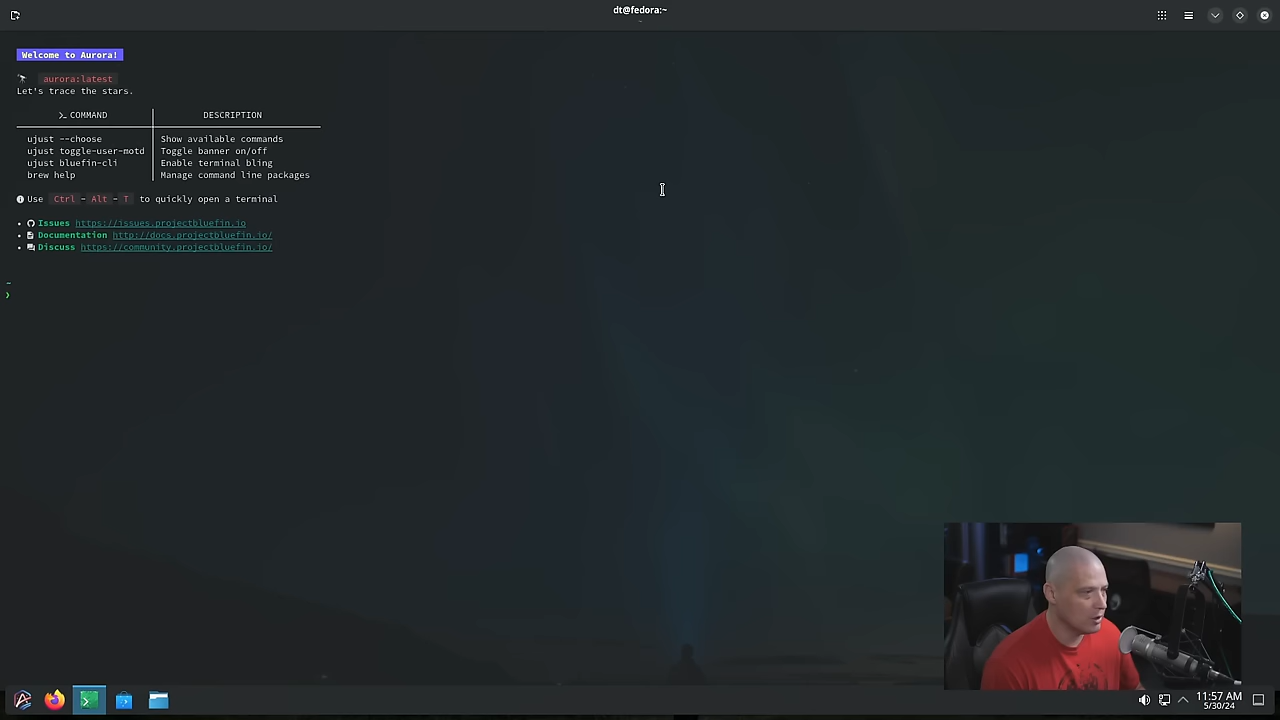 dt@fedora:~
~
Welcome to Aurora!
aurora:latest
Let's trace the stars.
COMMAND DESCRIPTION
ujust --choose Show available commands
ujust toggle-user-motd Toggle banner on/off
ujust bluefin-cli Enable terminal bling
brew help Manage command line packages
Use Ctrl - Alt - T to quickly open a terminal
• Issues https://issues.projectbluefin.io
• Documentation http://docs.projectbluefin.io/
• Discuss https://community.projectbluefin.io/
~
❯
11:57 AM
5/30/24